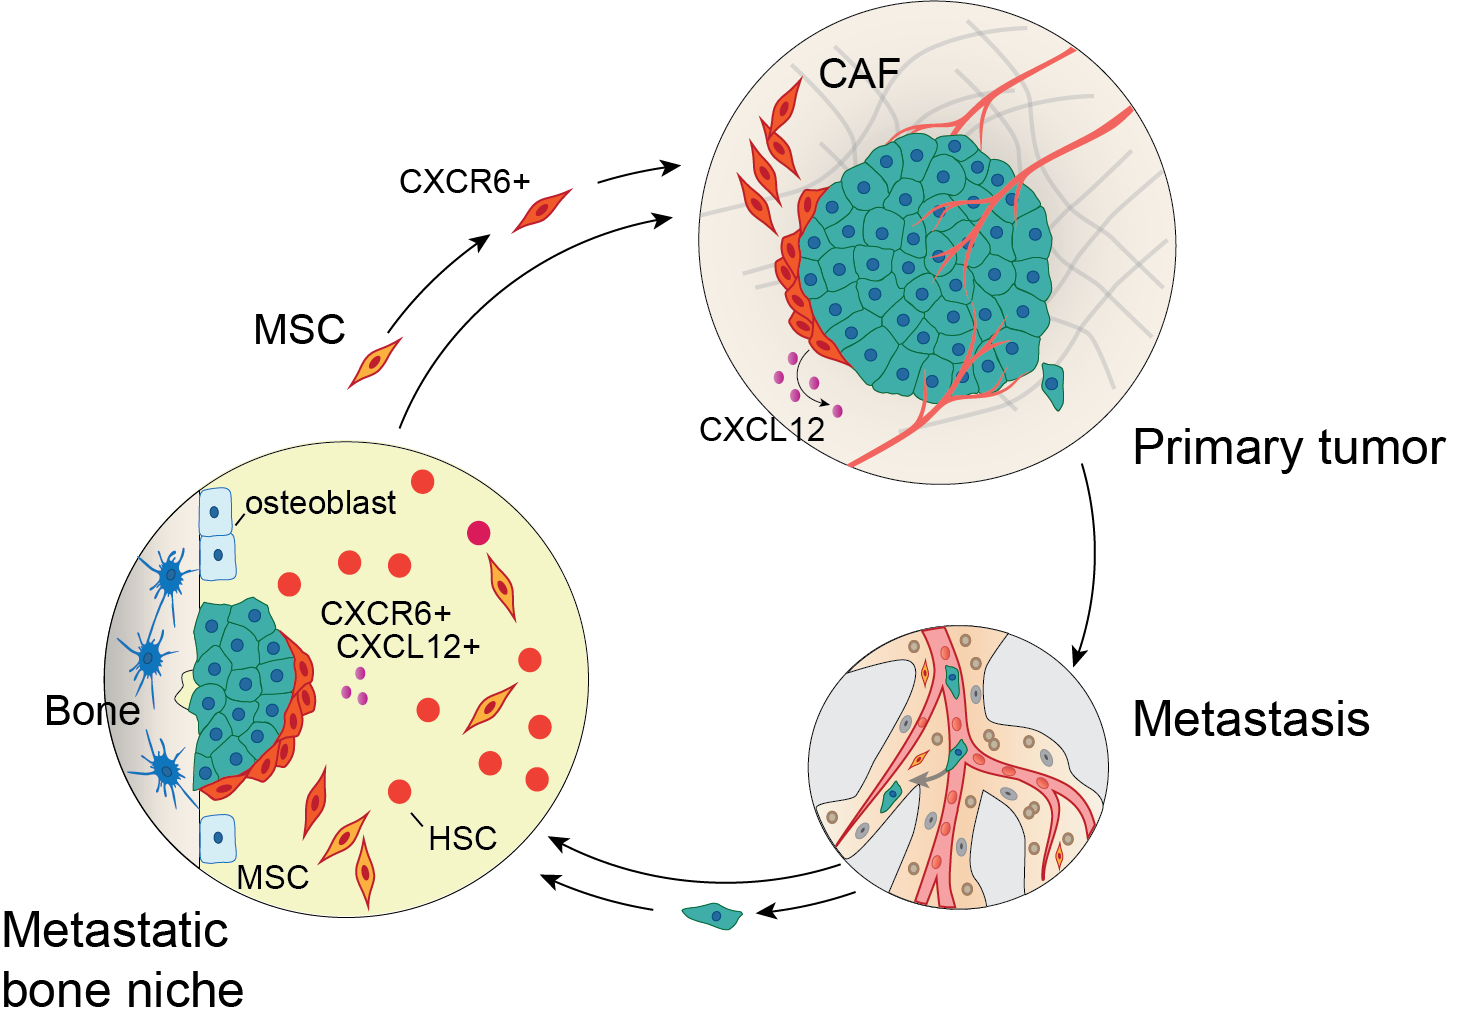 CAF
CXCR6+
MSC
CXCL12
Primary tumor
osteoblast
CXCR6+
CXCL12+
Bone
Metastasis
HSC
MSC
Metastatic
bone niche